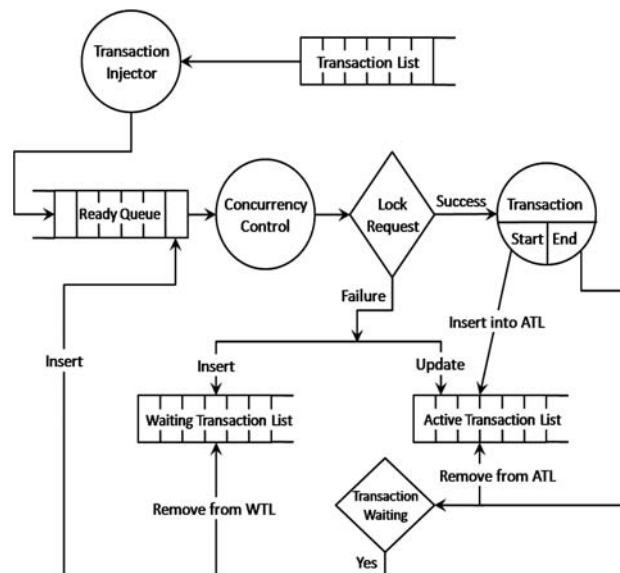 Transaction
Injector
Transaction List
Ready Queue
Concurrency
Control
Lock
Request
Success
Transaction
Start
End
Failure
Insert into ATL
Insert
Insert
Update
Waiting Transaction List
Active Transaction List
Remove from WTL
Transaction
Waiting
Remove from ATL
Yes